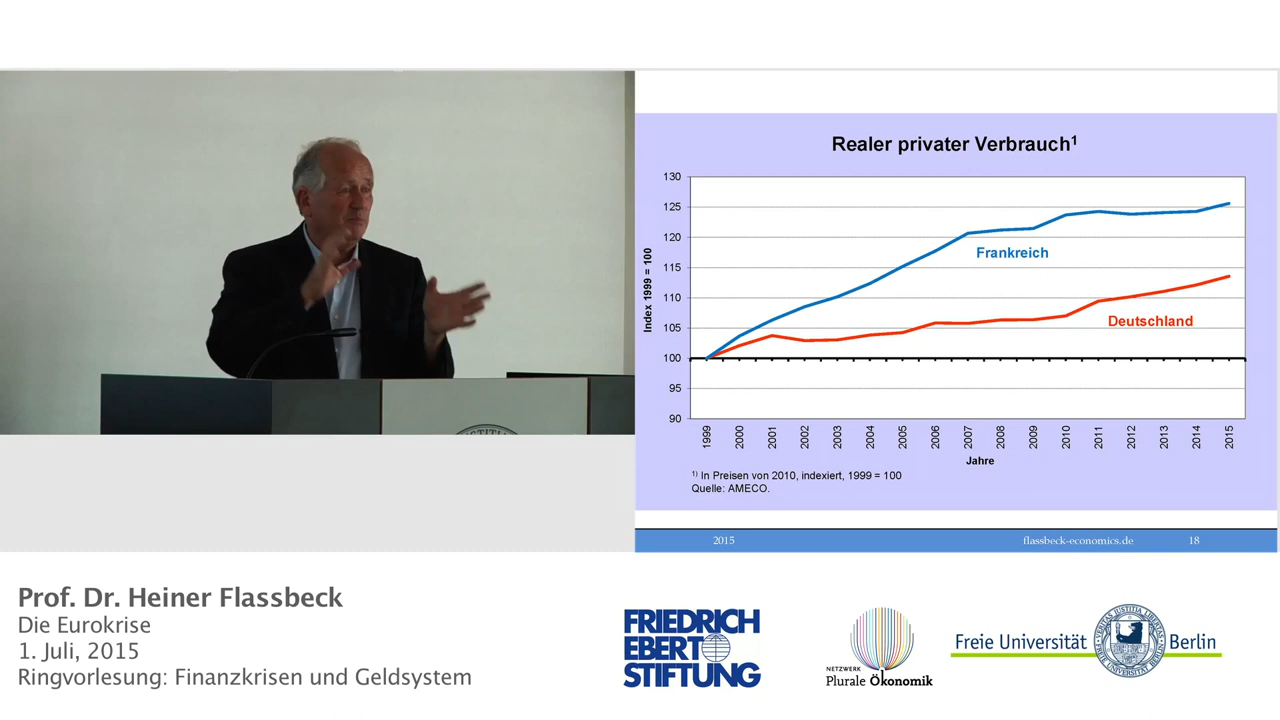 Realer privater Verbrauch¹
130
125
120
115
110
105
100
95
90
Index 1999 = 100
Frankreich
Deutschland
1999 2000 2001 2002 2003 2004 2005 2006 2007 2008 2009 2010 2011 2012 2013 2014 2015
Jahre
¹⁾ In Preisen von 2010, indexiert, 1999 = 100
Quelle: AMECO.
2015 flassbeck-economics.de 18
Prof. Dr. Heiner Flassbeck
Die Eurokrise
1. Juli, 2015
Ringvorlesung: Finanzkrisen und Geldsystem
FRIEDRICH
EBERT
STIFTUNG
NETZWERK
Plurale Ökonomik
Freie Universität Berlin